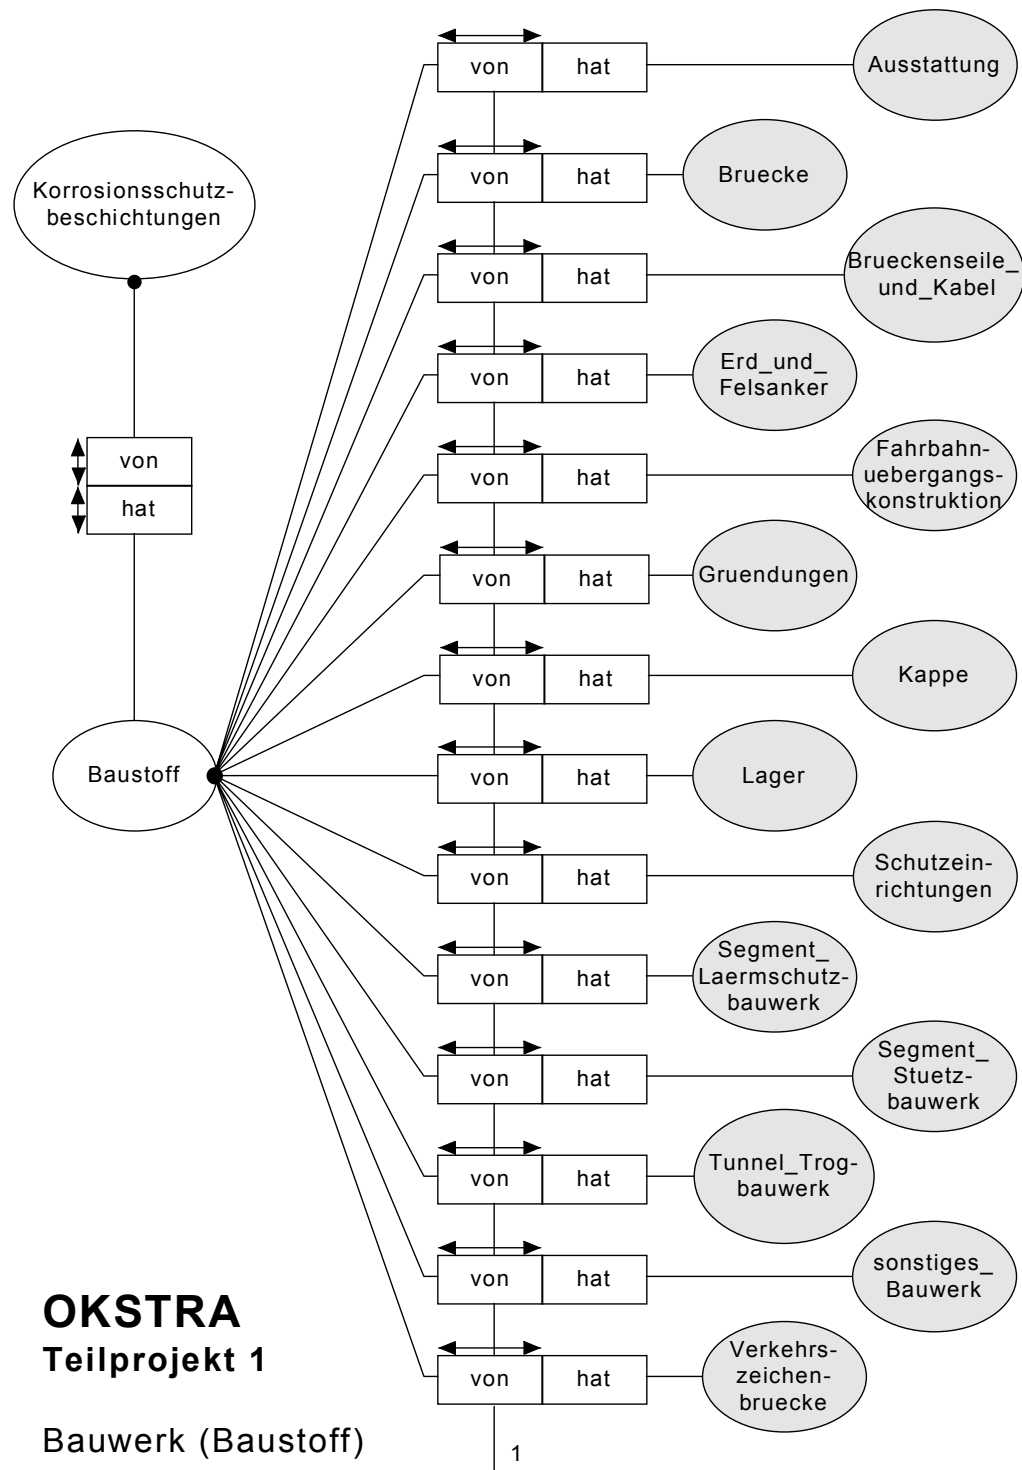 von hat Ausstattung
von hat Bruecke
Korrosionsschutz-
beschichtungen
von hat Brueckenseile_
und_Kabel
von hat Erd_und_
Felsanker
von
hat
von hat Fahrbahn-
uebergangs-
konstruktion
von hat Gruendungen
von hat Kappe
Baustoff
von hat Lager
von hat Schutzein-
richtungen
von hat Segment_
Laermschutz-
bauwerk
von hat Segment_
Stuetz-
bauwerk
von hat Tunnel_Trog-
bauwerk
von hat sonstiges_
Bauwerk
von hat Verkehrs-
zeichen-
bruecke
OKSTRA
Teilprojekt 1
Bauwerk (Baustoff)
1